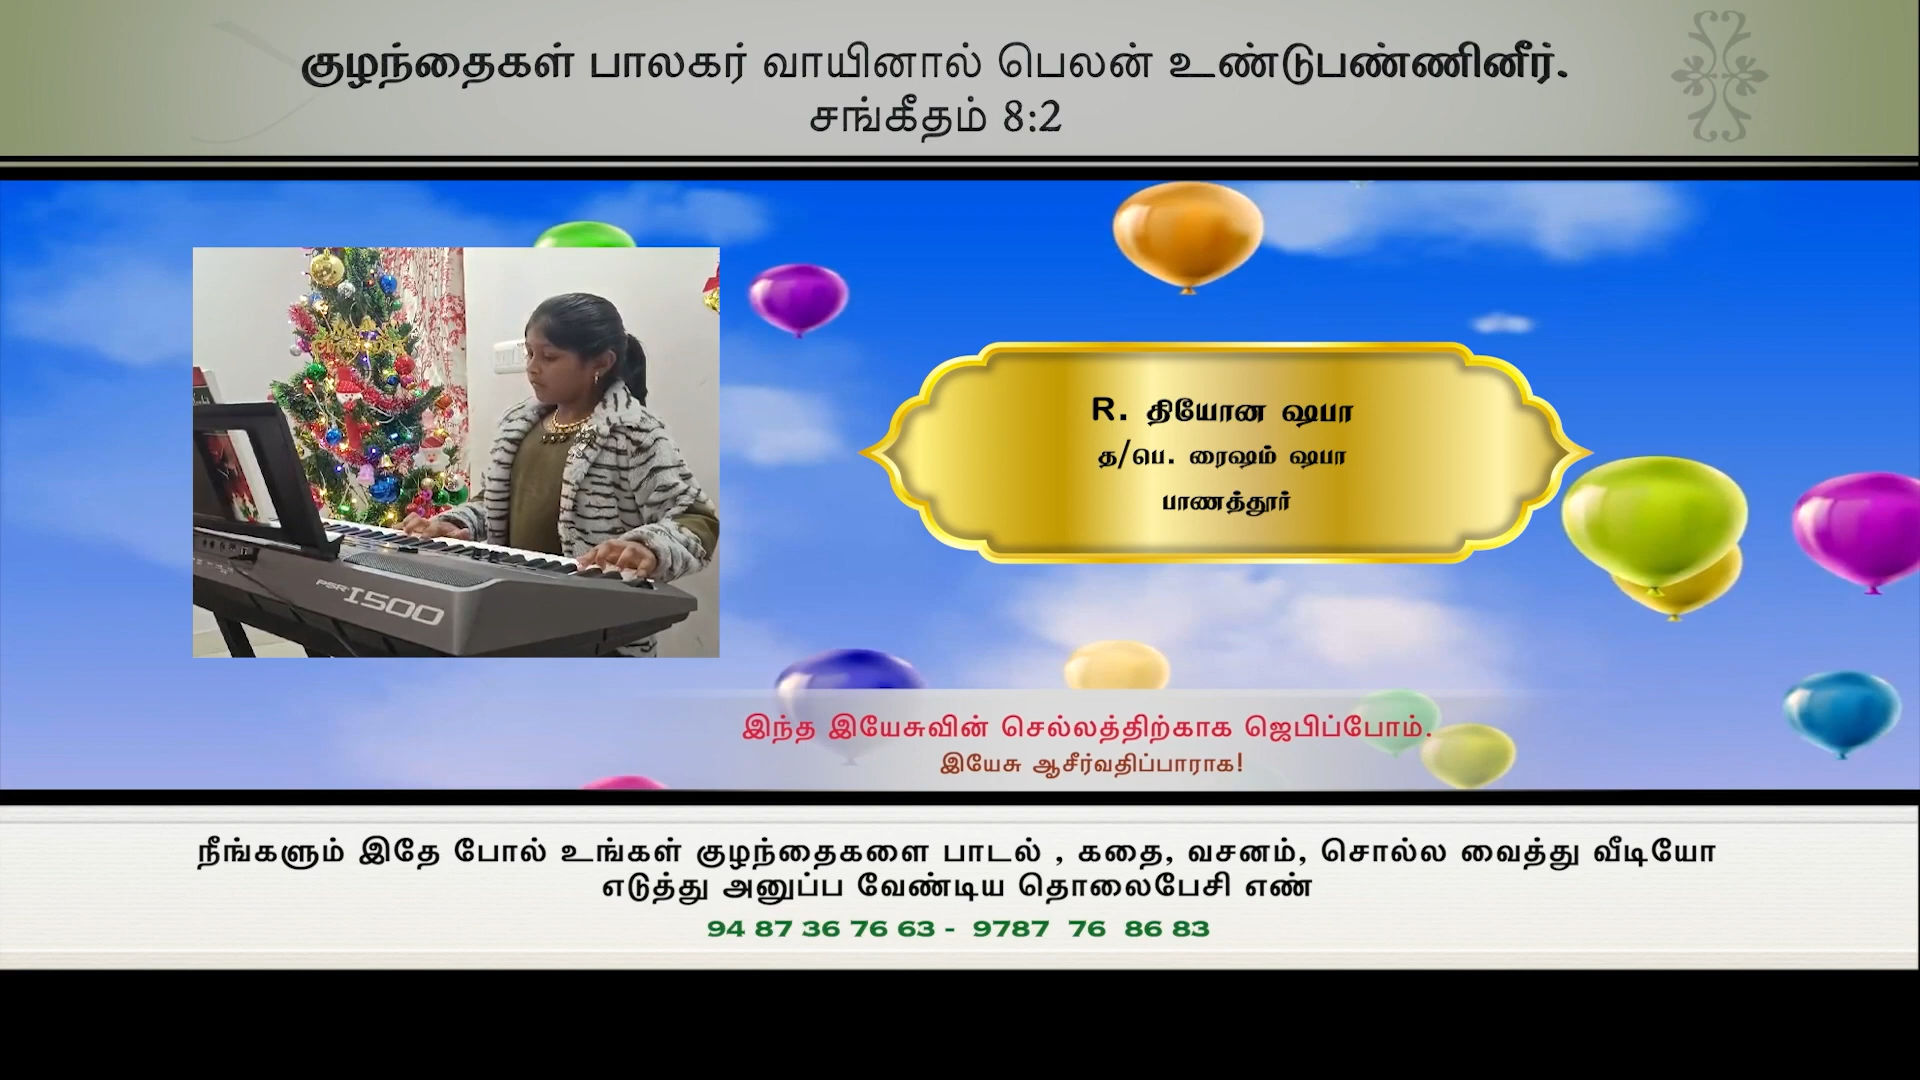 குழந்தைகள் பாலகர் வாயினால் பெலன் உண்டுபண்ணினீர்.
சங்கீதம் 8:2
PSR-I500
R. தியோன ஷபா
த/பெ. ரைஷம் ஷபா
பாணத்தூர்
இந்த இயேசுவின் செல்லத்திற்காக ஜெபிப்போம்.
இயேசு ஆசீர்வதிப்பாராக!
நீங்களும் இதே போல் உங்கள் குழந்தைகளை பாடல் , கதை, வசனம், சொல்ல வைத்து வீடியோ
எடுத்து அனுப்ப வேண்டிய தொலைபேசி எண்
94 87 36 76 63 - 9787 76 86 83